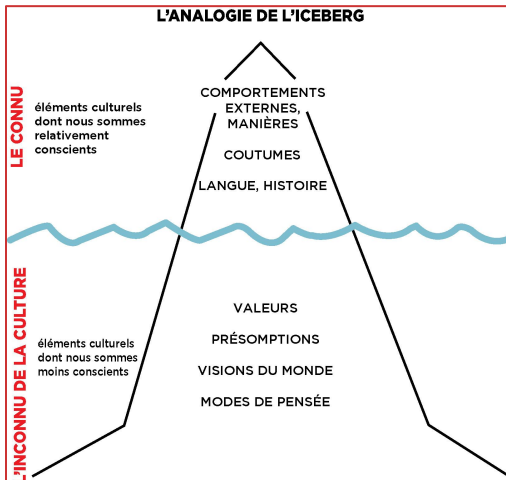 L'ANALOGIE DE L'ICEBERG
LE CONNU
éléments culturels
dont nous sommes
relativement
conscients
COMPORTEMENTS
EXTERNES,
MANIÈRES
COUTUMES
LANGUE, HISTOIRE
L'INCONNU DE LA CULTURE
éléments culturels
dont nous sommes
moins conscients
VALEURS
PRÉSOMPTIONS
VISIONS DU MONDE
MODES DE PENSÉE